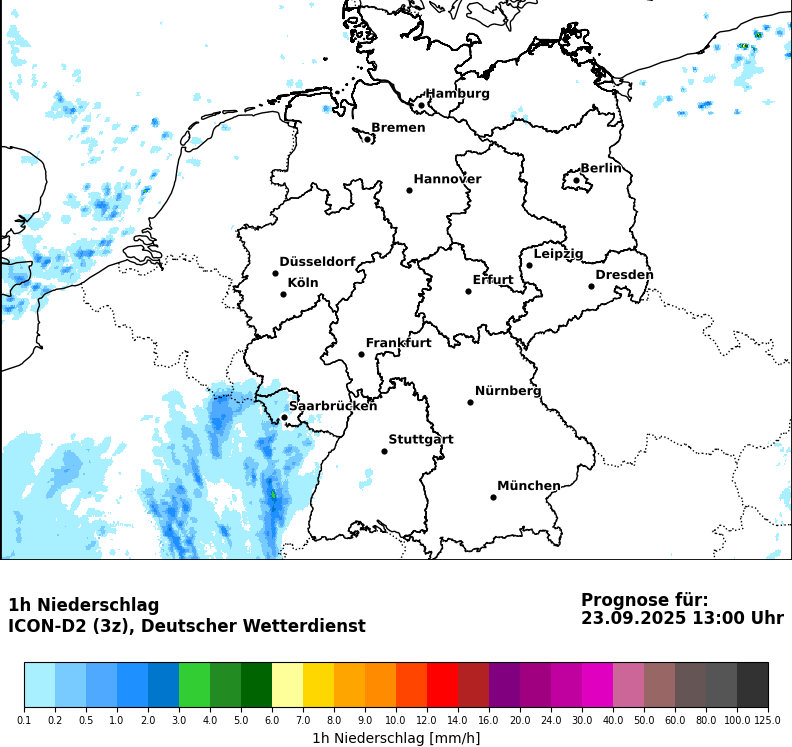 Hamburg
Bremen
Berlin
Hannover
Leipzig
Düsseldorf
Dresden
Köln
Erfurt
Frankfurt
Nürnberg
Saarbrücken
Stuttgart
München
1h Niederschlag
ICON-D2 (3z), Deutscher Wetterdienst
Prognose für:
23.09.2025 13:00 Uhr
0.1 0.2 0.5 1.0 2.0 3.0 4.0 5.0 6.0 7.0 8.0 9.0 10.0 12.0 14.0 16.0 20.0 24.0 30.0 40.0 50.0 60.0 80.0 100.0 125.0
1h Niederschlag [mm/h]